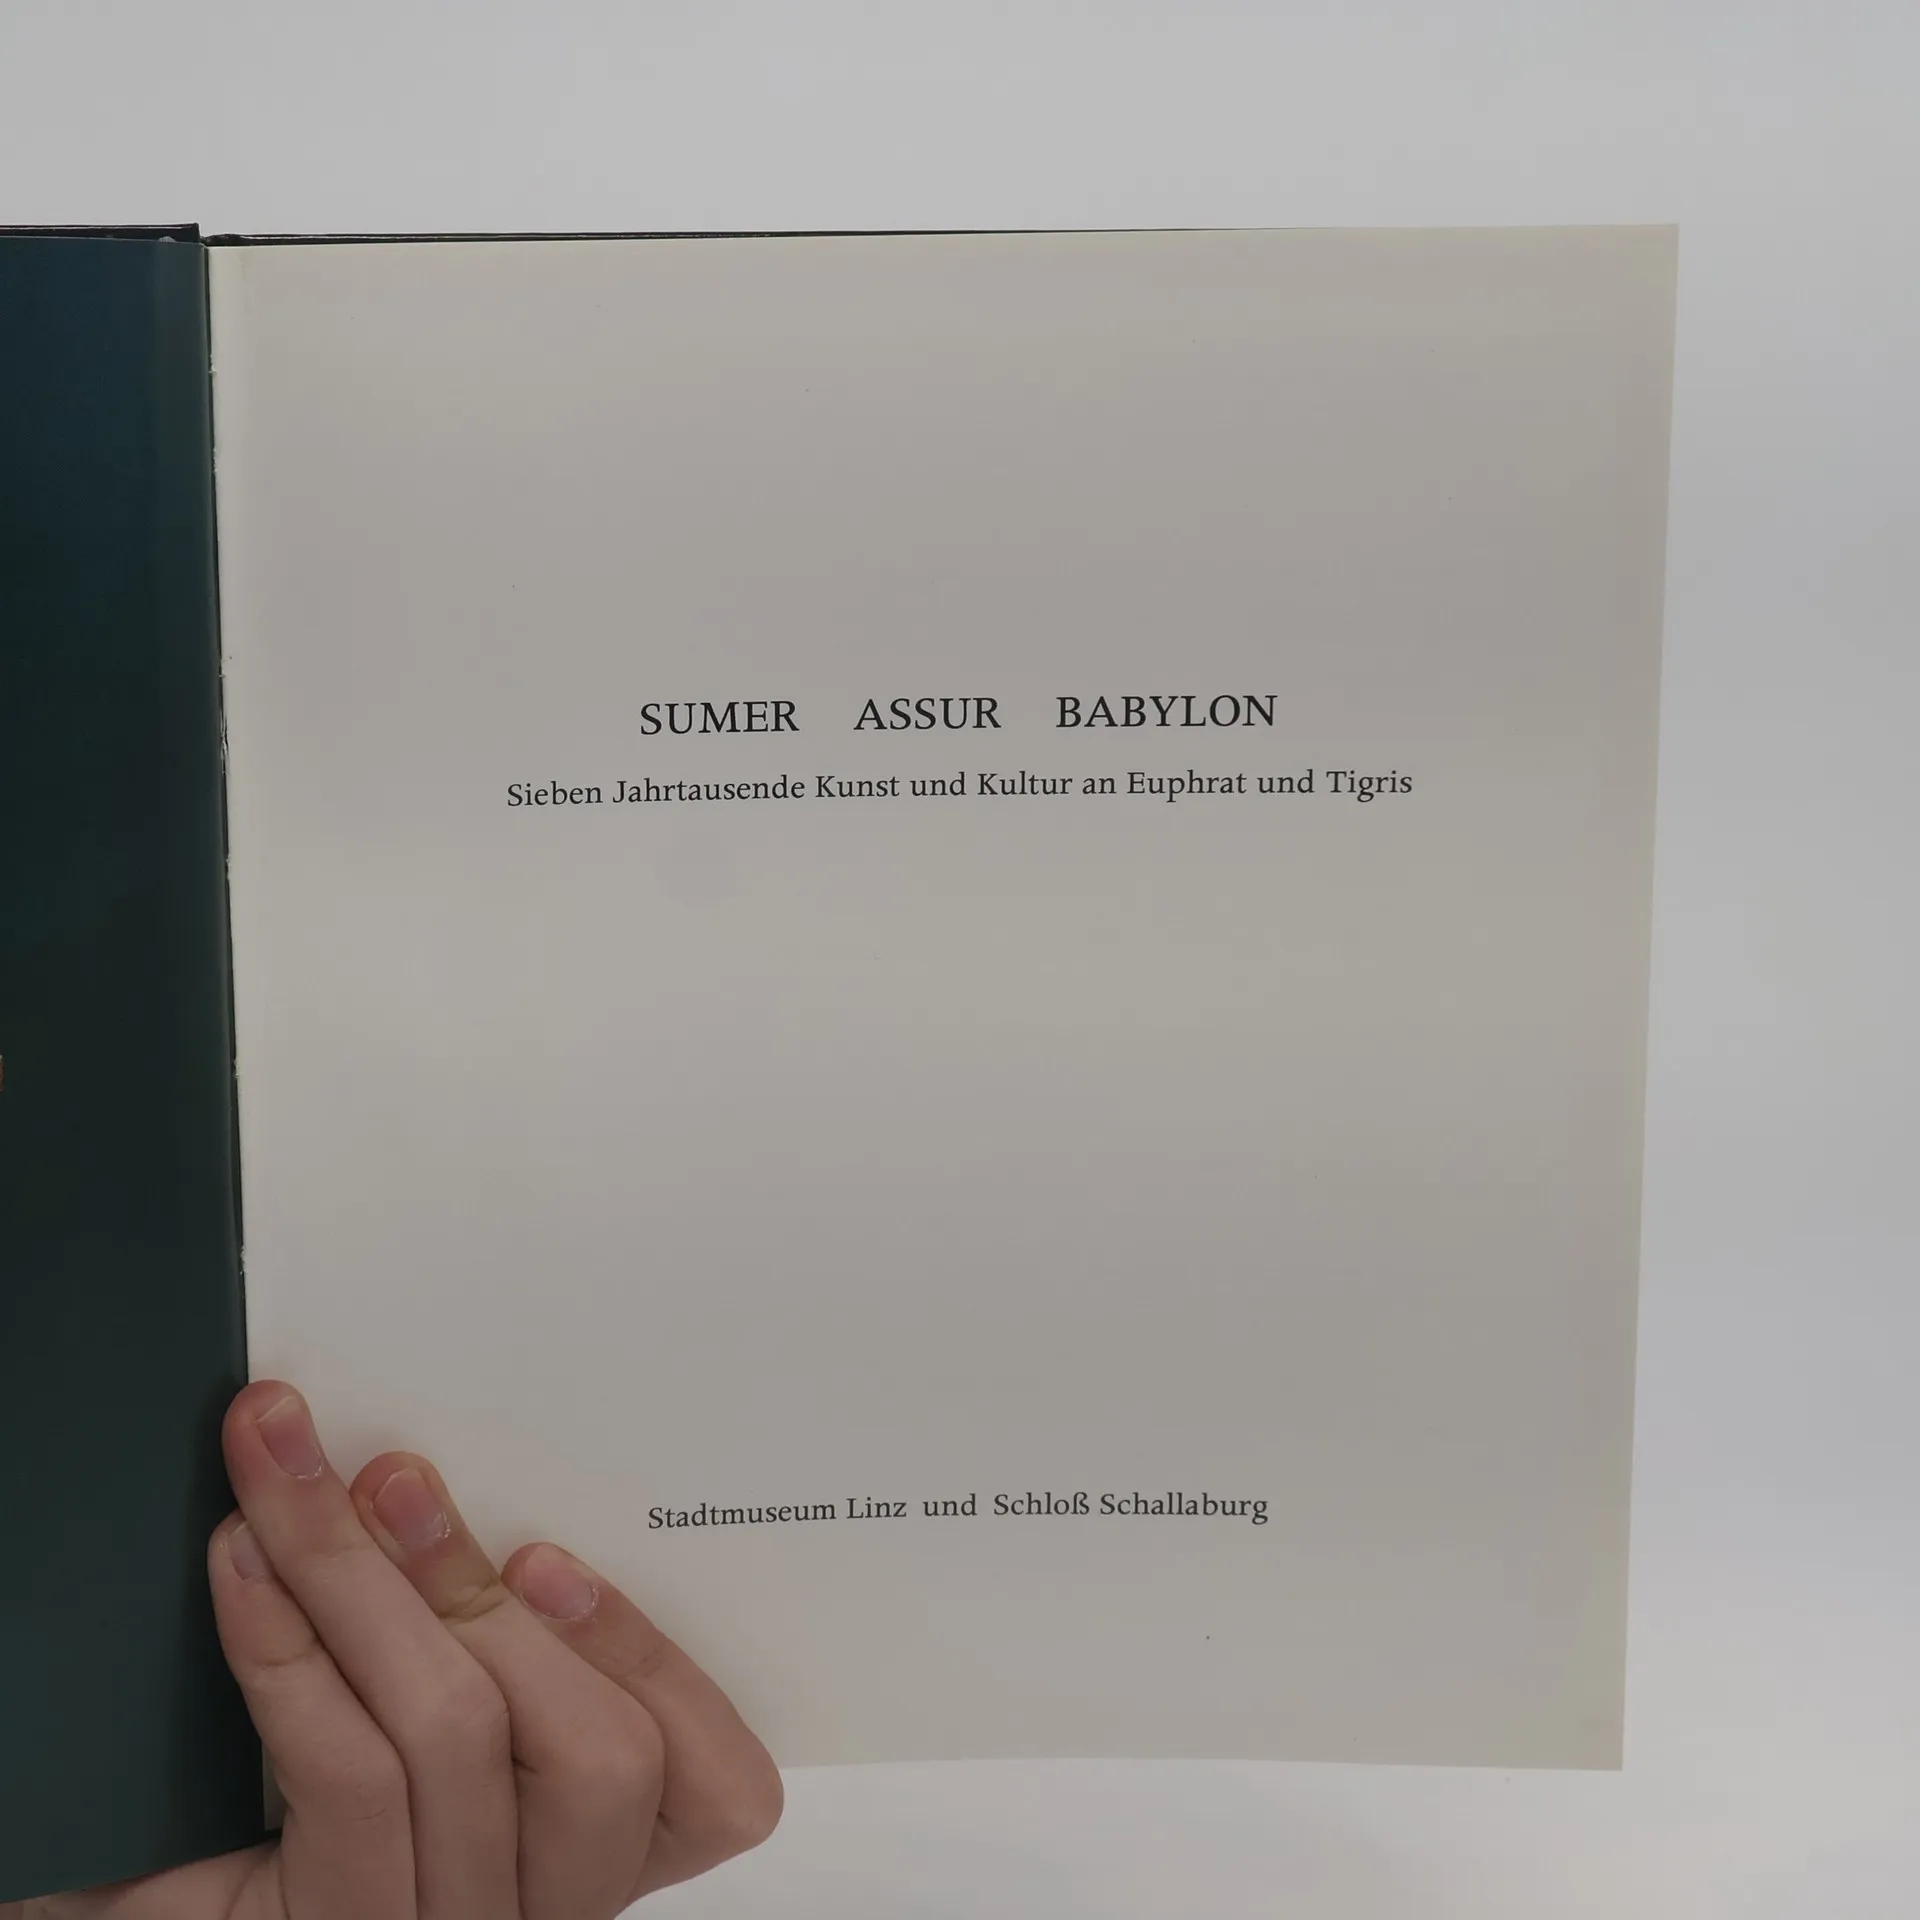 SUMER ASSUR BABYLON
Sieben Jahrtausende Kunst und Kultur an Euphrat und Tigris
Stadtmuseum Linz und Schloß Schallaburg